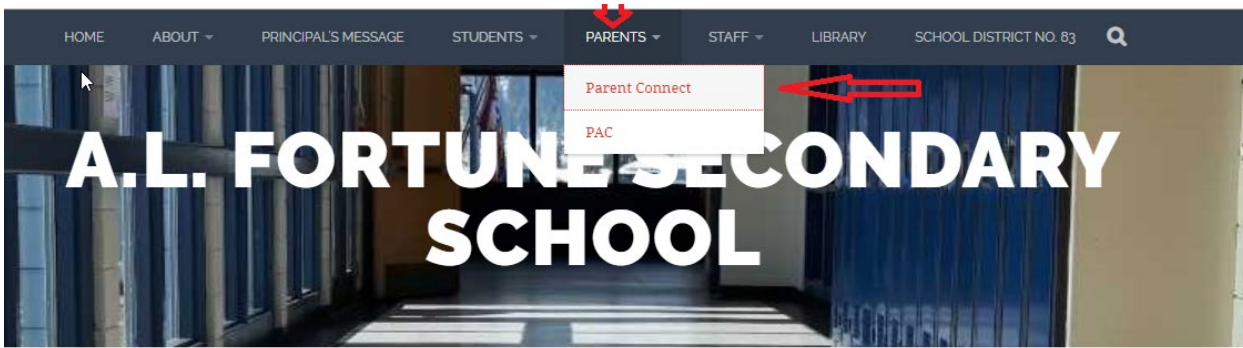 HOME ABOUT PRINCIPAL'S MESSAGE STUDENTS PARENTS STAFF LIBRARY SCHOOL DISTRICT NO. 83
Parent Connect
PAC
A.L. FORTUNE SECONDARY
SCHOOL